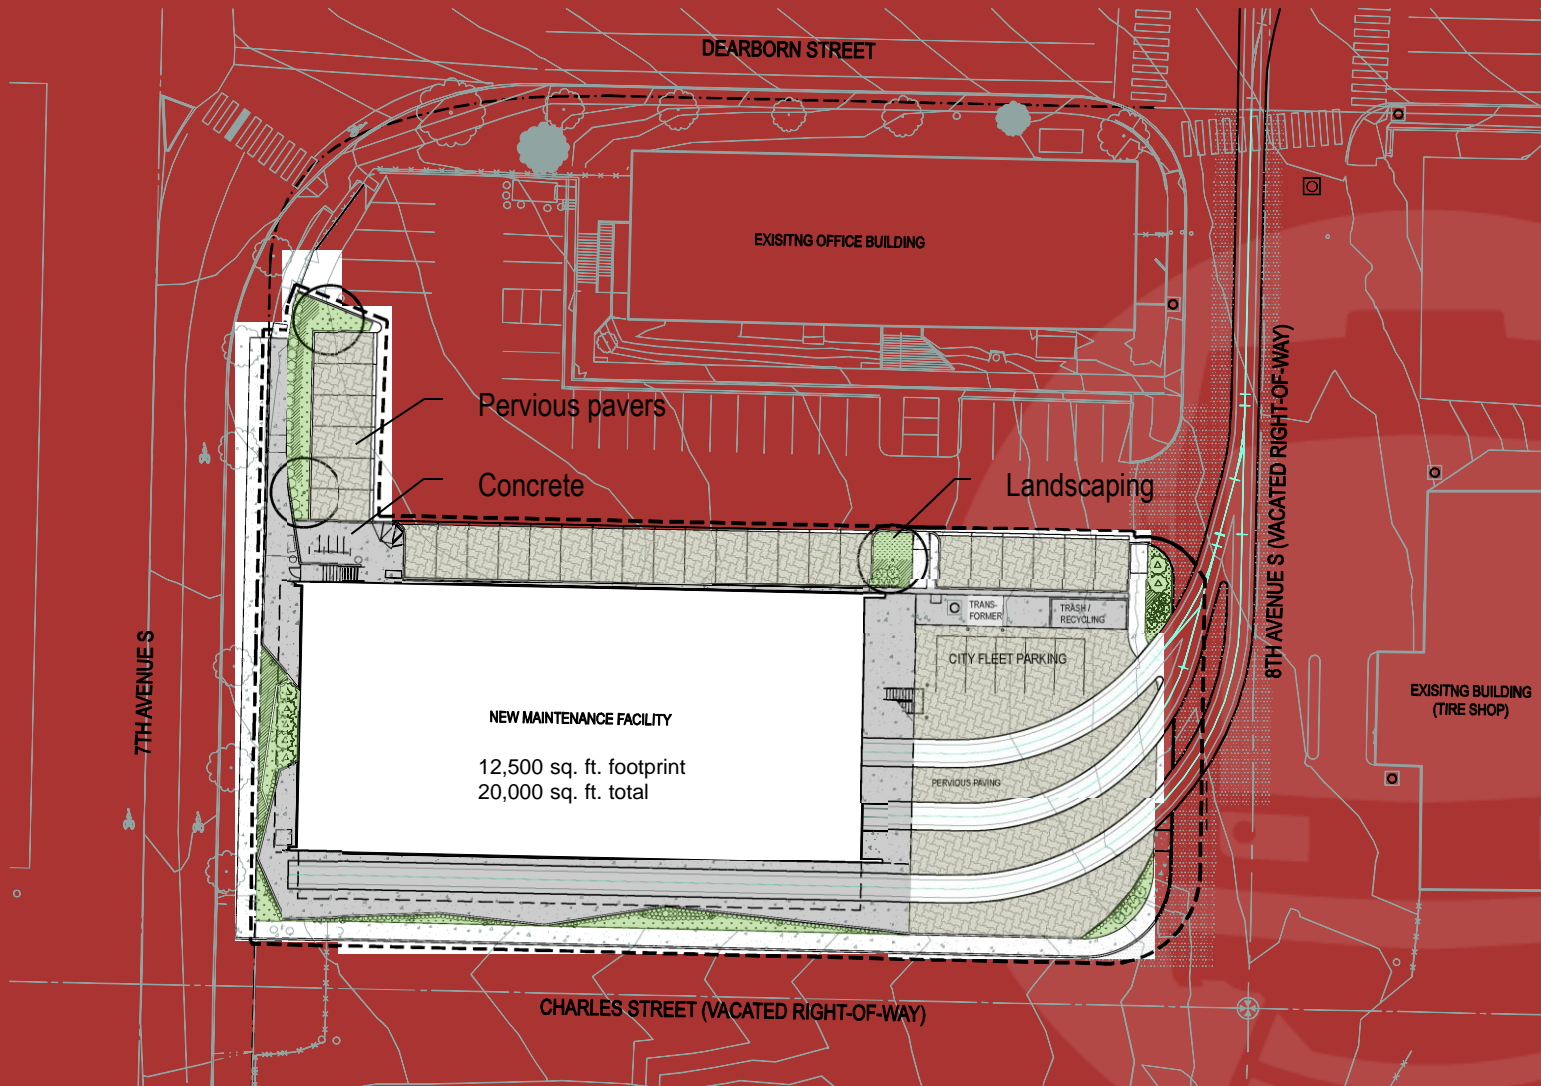 DEARBORN STREET
EXISITNG OFFICE BUILDING
8TH AVENUE S (VACATED RIGHT-OF-WAY)
Pervious pavers
Concrete
Landscaping
TRANS-
FORMER
TRASH /
RECYCLING
CITY FLEET PARKING
7TH AVENUE S
NEW MAINTENANCE FACILITY
12,500 sq. ft. footprint
20,000 sq. ft. total
PERVIOUS PAVING
EXISITNG BUILDING
(TIRE SHOP)
CHARLES STREET (VACATED RIGHT-OF-WAY)